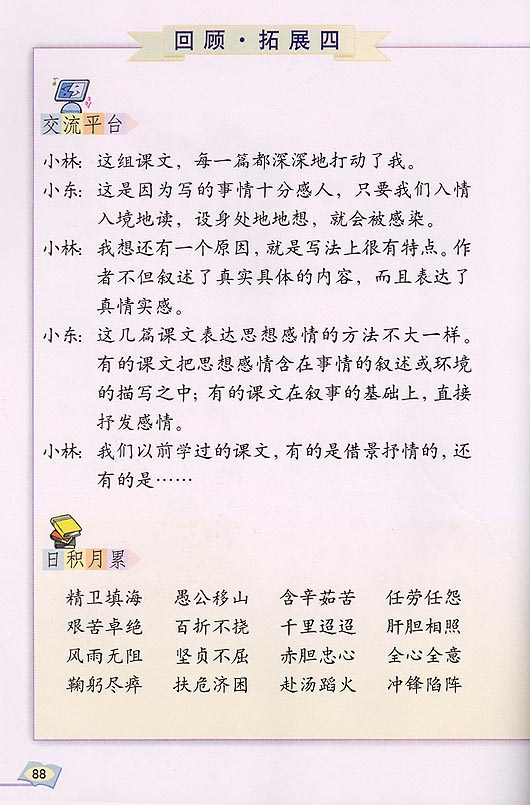 回顾·拓展四
交流平台
小林：这组课文，每一篇都深深地打动了我。
小东：这是因为写的事情十分感人，只要我们入情
入境地读，设身处地地想，就会被感染。
小林：我想还有一个原因，就是写法上很有特点。作
者不但叙述了真实具体的内容，而且表达了
真情实感。
小东：这几篇课文表达思想感情的方法不大一样。
有的课文把思想感情含在事情的叙述或环境
的描写之中；有的课文在叙事的基础上，直接
抒发感情。
小林：我们以前学过的课文，有的是借景抒情的，还
有的是……
日积月累
精卫填海 愚公移山 含辛茹苦 任劳任怨
艰苦卓绝 百折不挠 千里迢迢 肝胆相照
风雨无阻 坚贞不屈 赤胆忠心 全心全意
鞠躬尽瘁 扶危济困 赴汤蹈火 冲锋陷阵
88